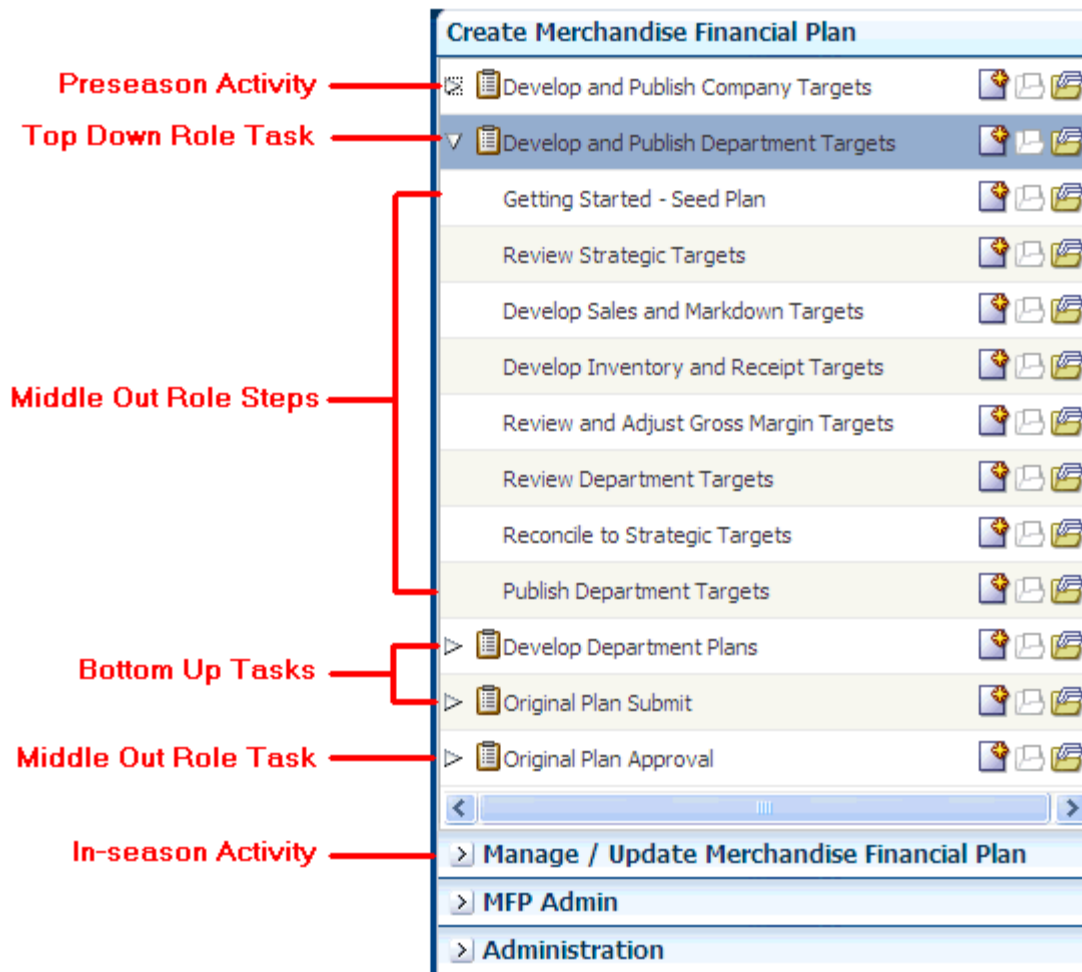 Create Merchandise Financial Plan
Preseason Activity
Develop and Publish Company Targets
Top Down Role Task
Develop and Publish Department Targets
Getting Started - Seed Plan
Review Strategic Targets
Develop Sales and Markdown Targets
Develop Inventory and Receipt Targets
Middle Out Role Steps
Review and Adjust Gross Margin Targets
Review Department Targets
Reconcile to Strategic Targets
Publish Department Targets
Develop Department Plans
Bottom Up Tasks
Original Plan Submit
Middle Out Role Task
Original Plan Approval
In-season Activity
Manage / Update Merchandise Financial Plan
MFP Admin
Administration